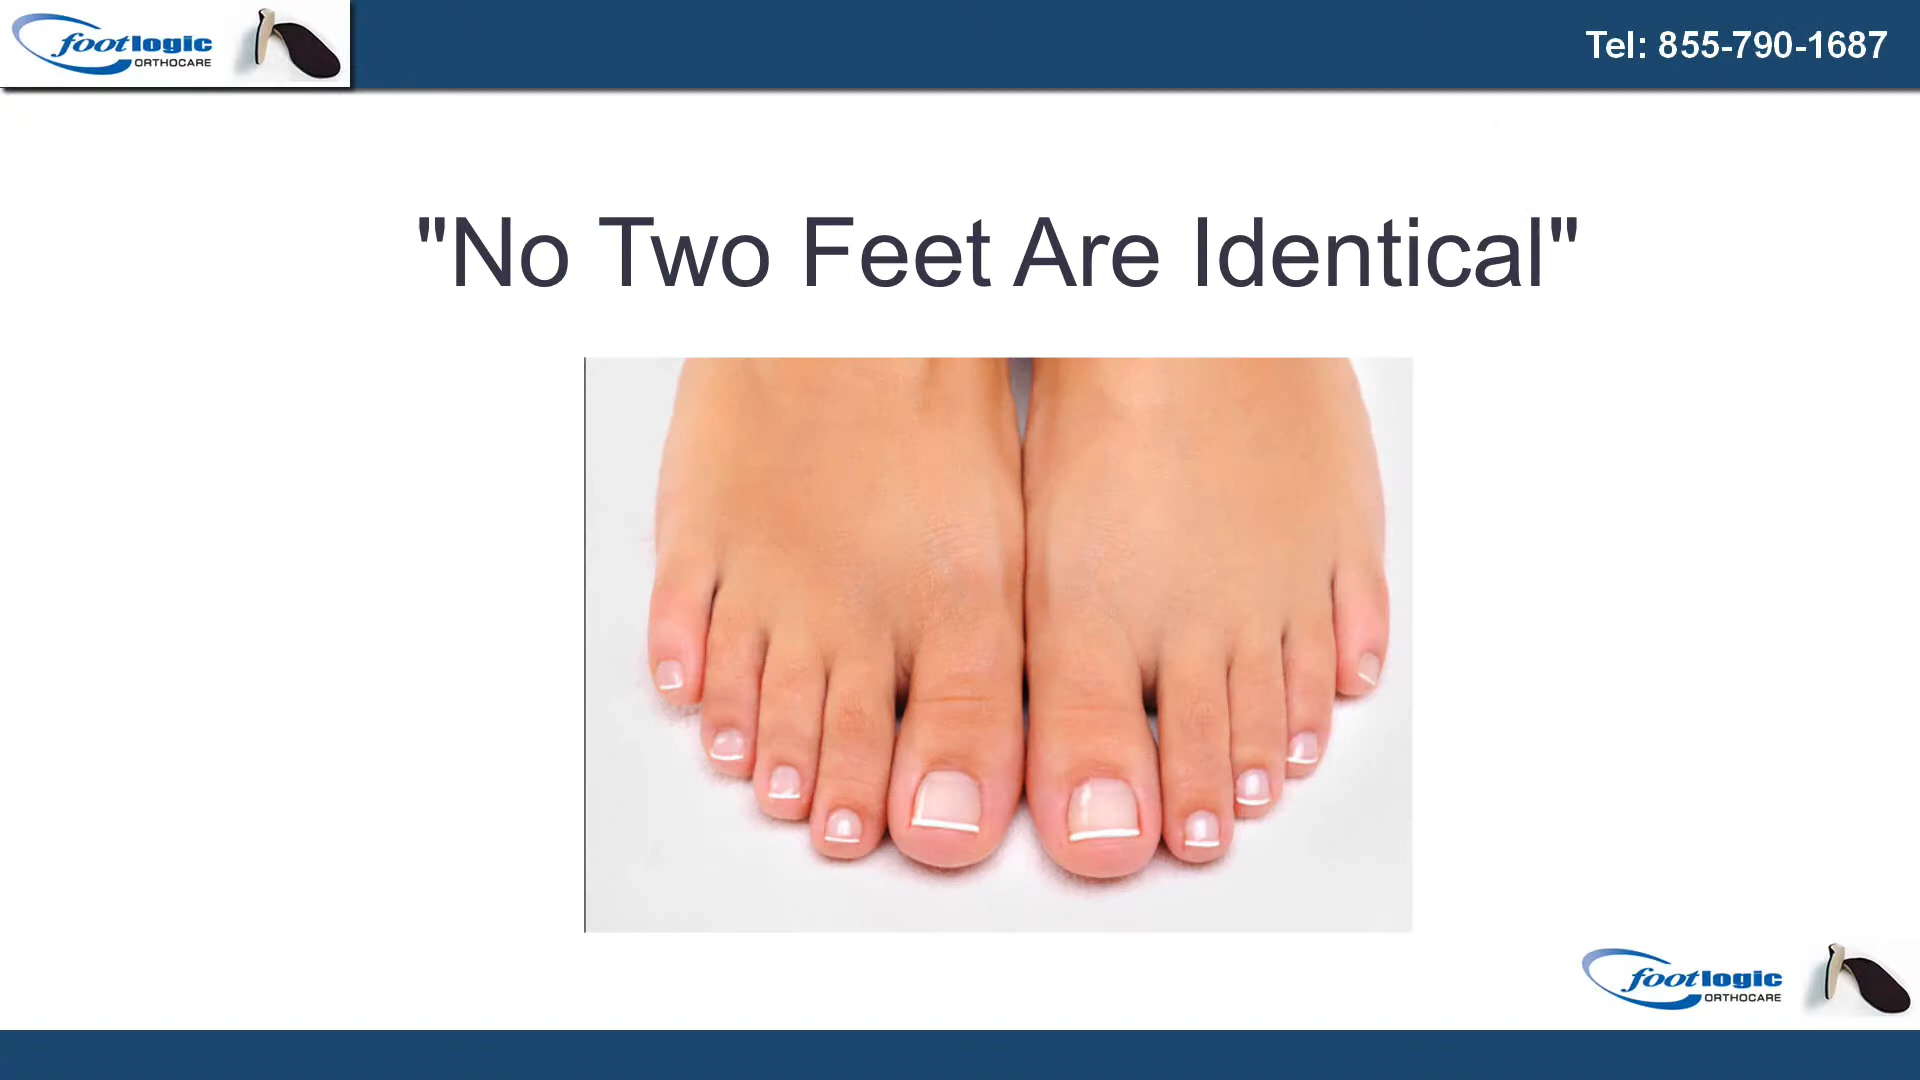 footlogic
ORTHOCARE
Tel: 855-790-1687
"No Two Feet Are Identical"
footlogic
ORTHOCARE